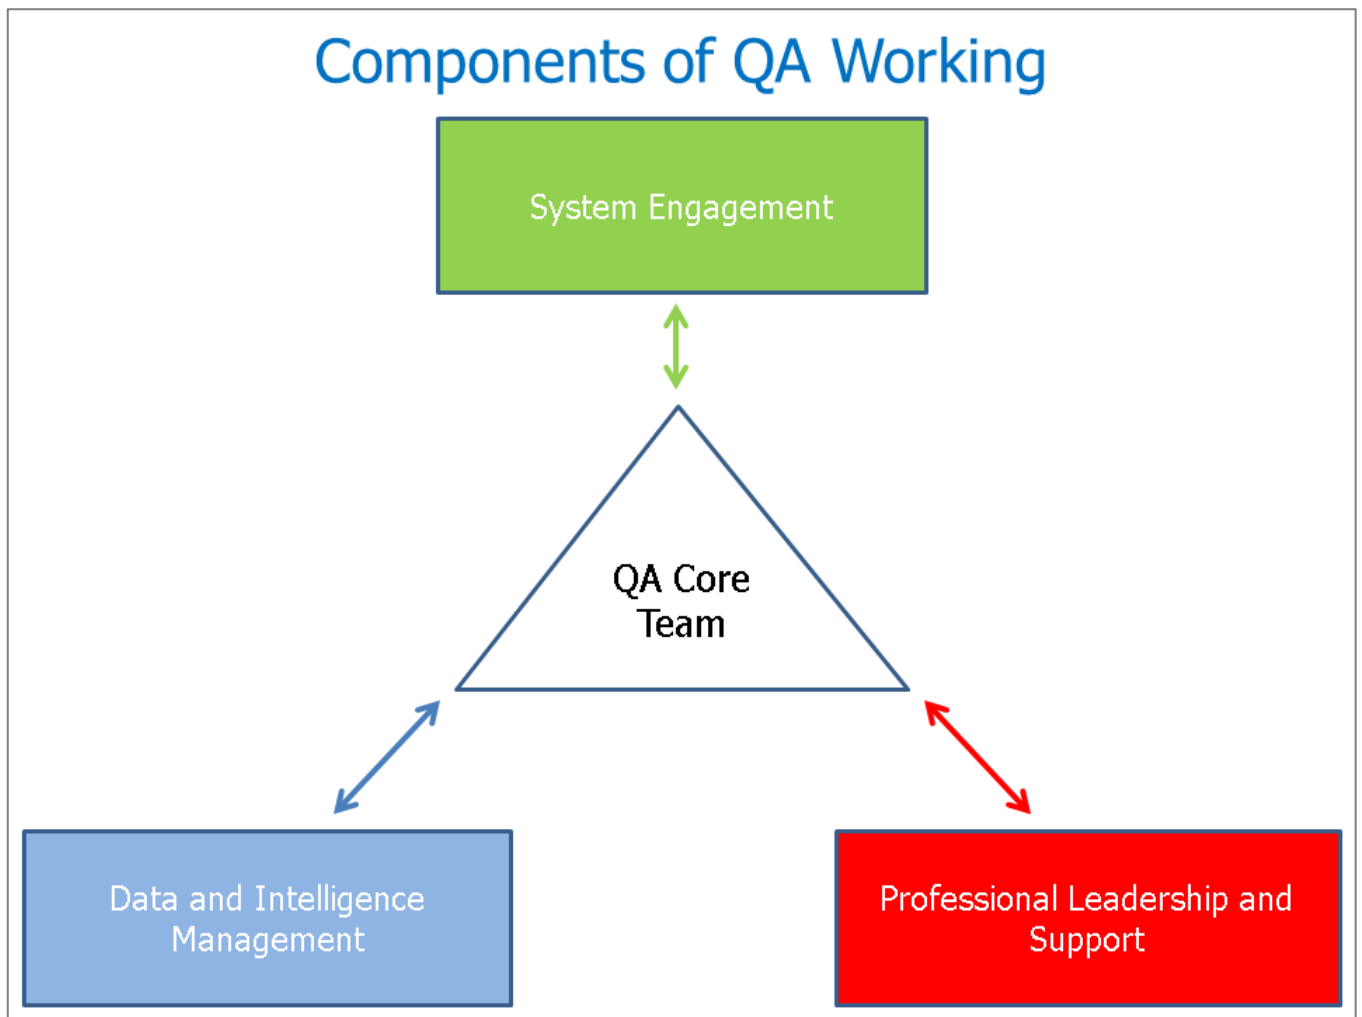 Components of QA Working
System Engagement
QA Core
Team
Data and Intelligence
Management
Professional Leadership and
Support